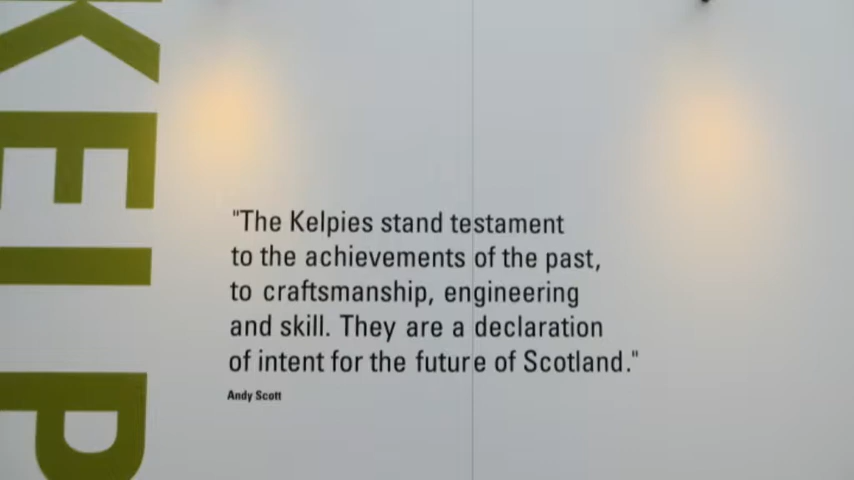 KELP
"The Kelpies stand testament
to the achievements of the past,
to craftsmanship, engineering
and skill. They are a declaration
of intent for the future of Scotland."
Andy Scott